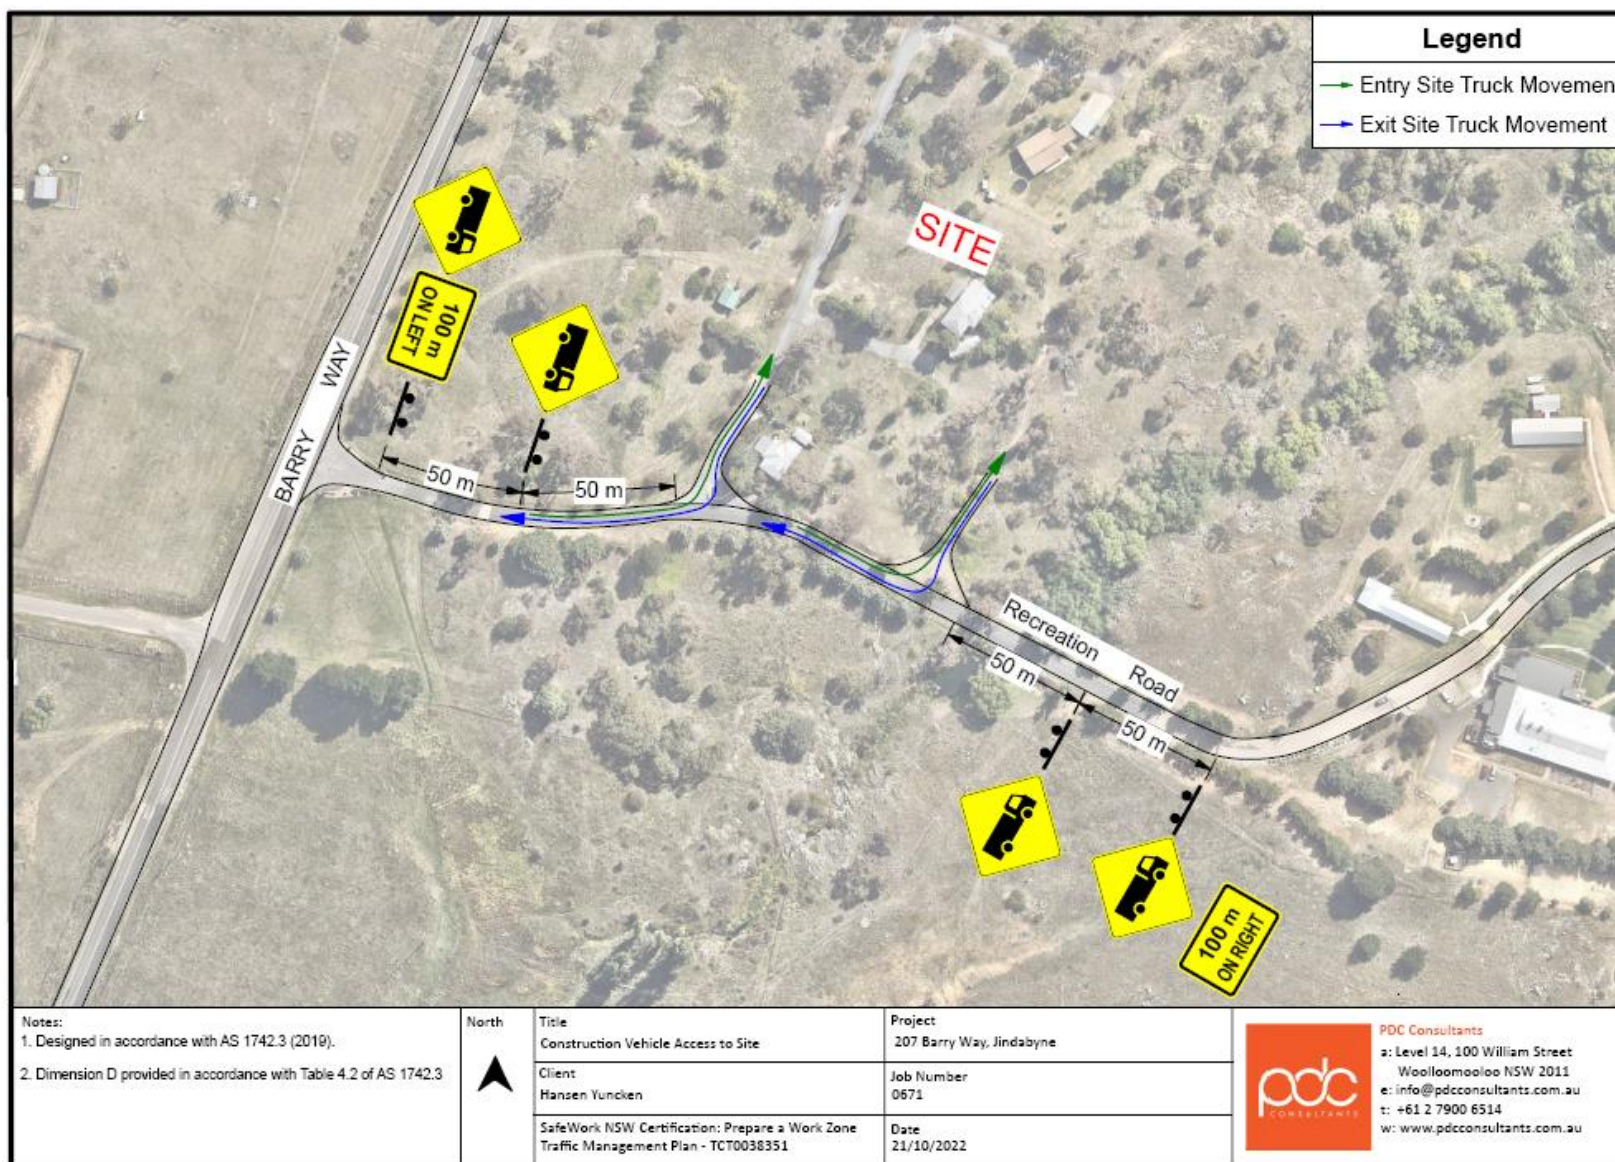 Legend
Entry Site Truck Movemen
Exit Site Truck Movement
SITE
100 m
ON LEFT
BARRY WAY
50 m
50 m
Recreation Road
50 m
50 m
100 m
ON RIGHT
Notes:
1. Designed in accordance with AS 1742.3 (2019).
2. Dimension D provided in accordance with Table 4.2 of AS 1742.3
North
Title
Construction Vehicle Access to Site
Client
Hansen Yuncken
SafeWork NSW Certification: Prepare a Work Zone
Traffic Management Plan - TCT0038351
Project
207 Barry Way, Jindabyne
Job Number
0671
Date
21/10/2022
pdc
CONSULTANTS
PDC Consultants
a: Level 14, 100 William Street
Woolloomooloo NSW 2011
e: info@pdcconsultants.com.au
t: +61 2 7900 6514
w: www.pdcconsultants.com.au